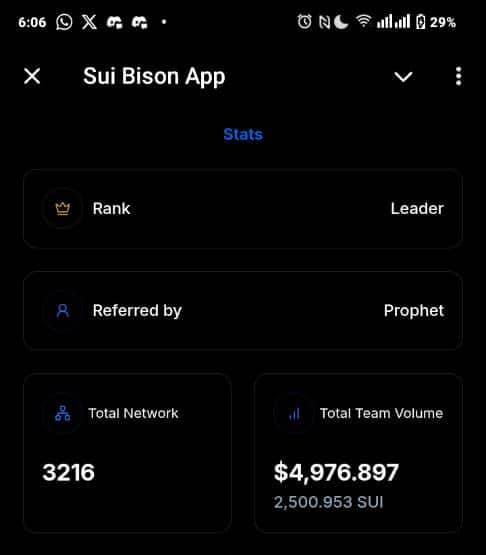 6:06 29%
Sui Bison App
Stats
Rank Leader
Referred by Prophet
Total Network Total Team Volume
3216 $4,976.897
2,500.953 SUI